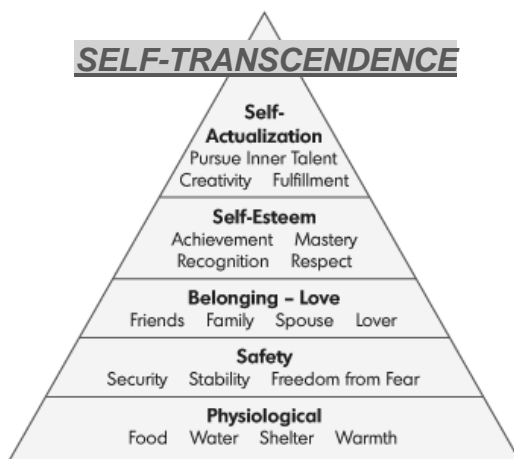 SELF-TRANSCENDENCE
Self-
Actualization
Pursue Inner Talent
Creativity Fulfillment
Self-Esteem
Achievement Mastery
Recognition Respect
Belonging – Love
Friends Family Spouse Lover
Safety
Security Stability Freedom from Fear
Physiological
Food Water Shelter Warmth